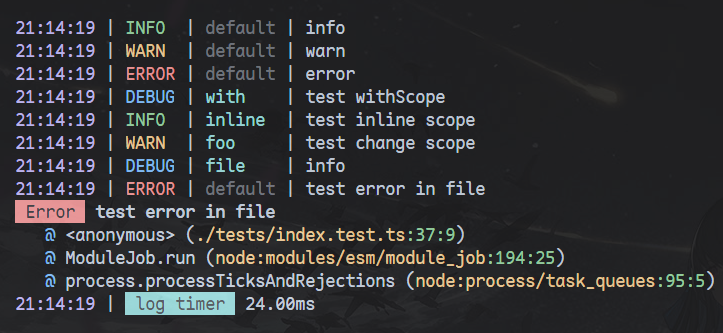 21:14:19 | INFO  | default | info
21:14:19 | WARN  | default | warn
21:14:19 | ERROR | default | error
21:14:19 | DEBUG | with    | test withScope
21:14:19 | INFO  | inline  | test inline scope
21:14:19 | WARN  | foo     | test change scope
21:14:19 | DEBUG | file    | info
21:14:19 | ERROR | default | test error in file
Error test error in file
@ <anonymous> (./tests/index.test.ts:37:9)
@ ModuleJob.run (node:modules/esm/module_job:194:25)
@ process.processTicksAndRejections (node:process/task_queues:95:5)
21:14:19 | log timer 24.00ms